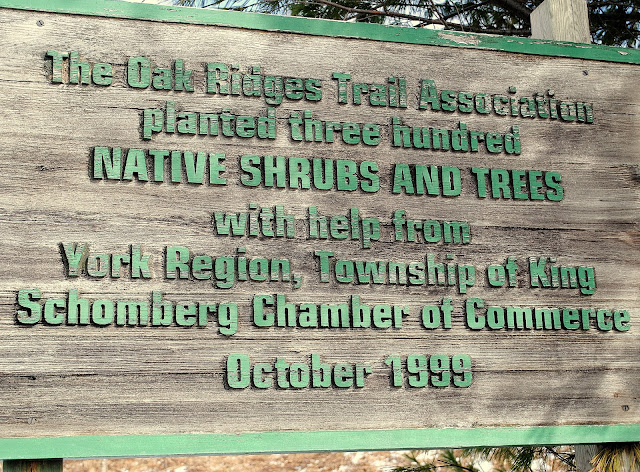 The Oak Ridges Trail Association
planted three hundred
NATIVE SHRUBS AND TREES
with help from
York Region, Township of King
Schomberg Chamber of Commerce
October 1999